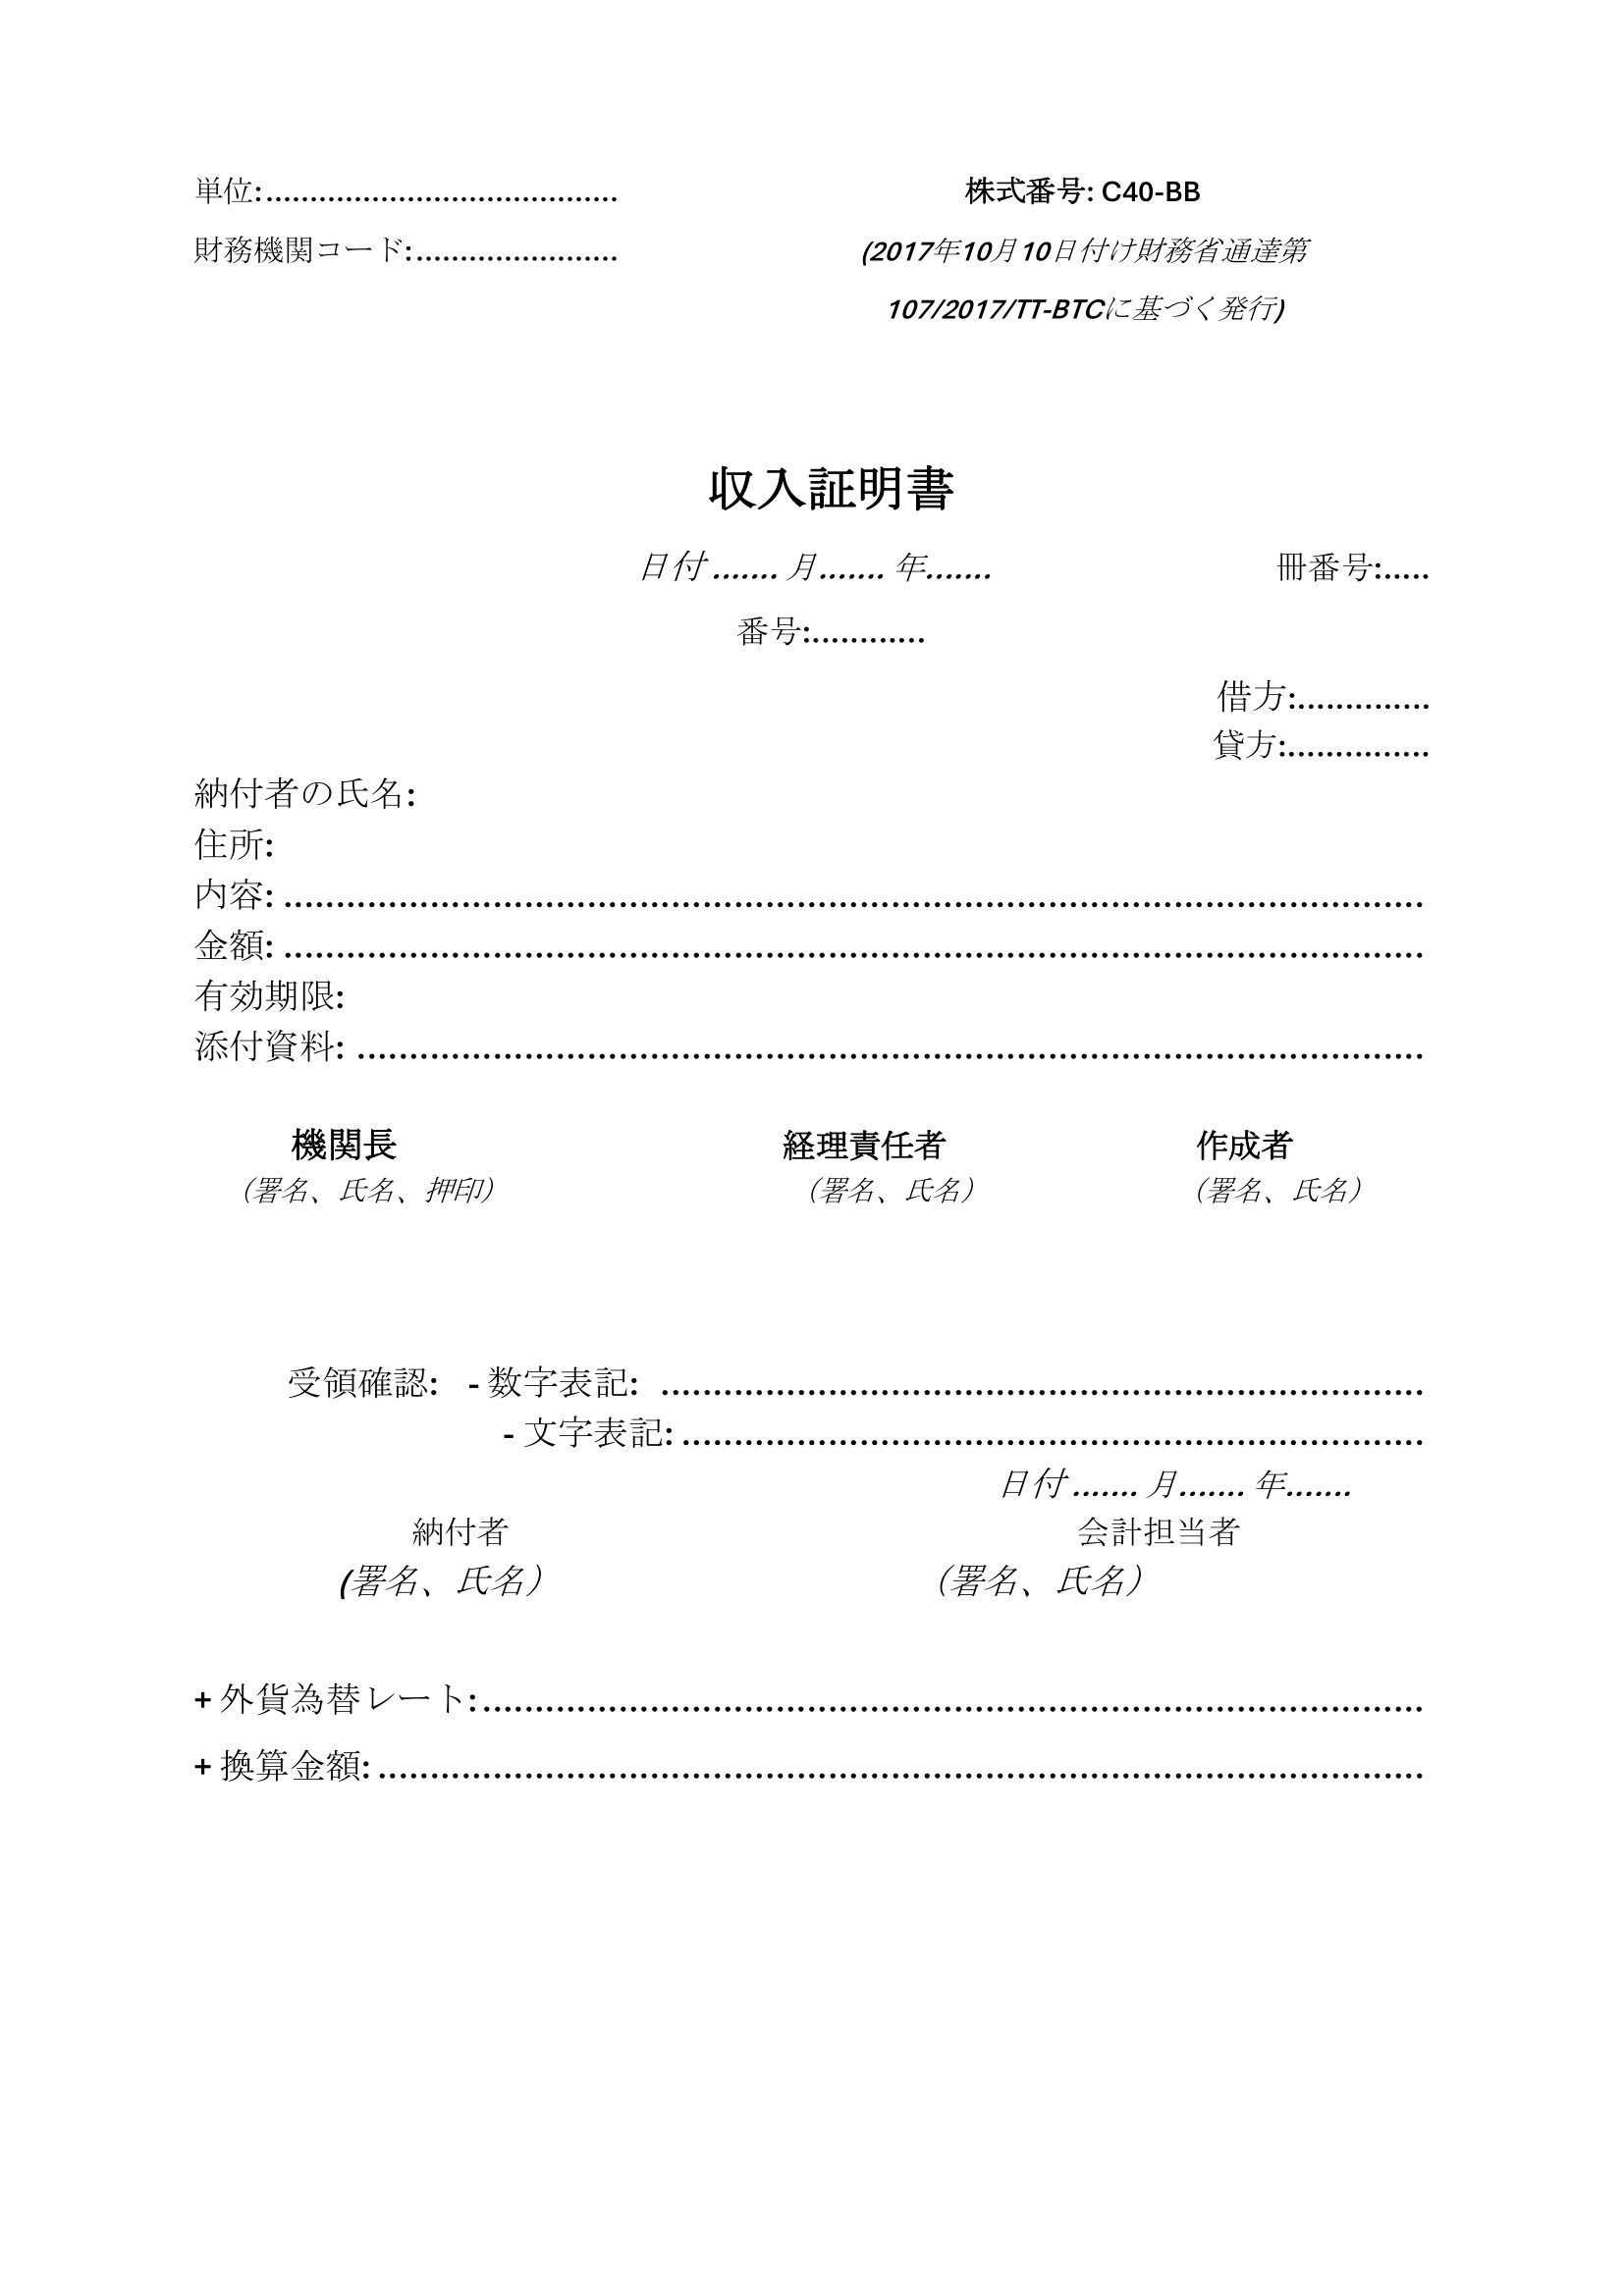 単位:........................................
株式番号: C40-BB
財務機関コード:.......................
(2017年10月10日付け財務省通達第
107/2017/TT-BTCに基づく発行)
収入証明書
日付 ....... 月....... 年.......
冊番号:.....
番号:............
借方:..............
貸方:...............
納付者の氏名:
住所:
内容: ..............................................................................................................
金額: ..............................................................................................................
有効期限:
添付資料: .......................................................................................................
機関長 経理責任者 作成者
（署名、氏名、押印） （署名、氏名） （署名、氏名）
受領確認: - 数字表記: ..........................................................................
- 文字表記: ........................................................................
日付 ....... 月....... 年.......
納付者 会計担当者
(署名、氏名） （署名、氏名）
+ 外貨為替レート: ...........................................................................................
+ 換算金額: .....................................................................................................